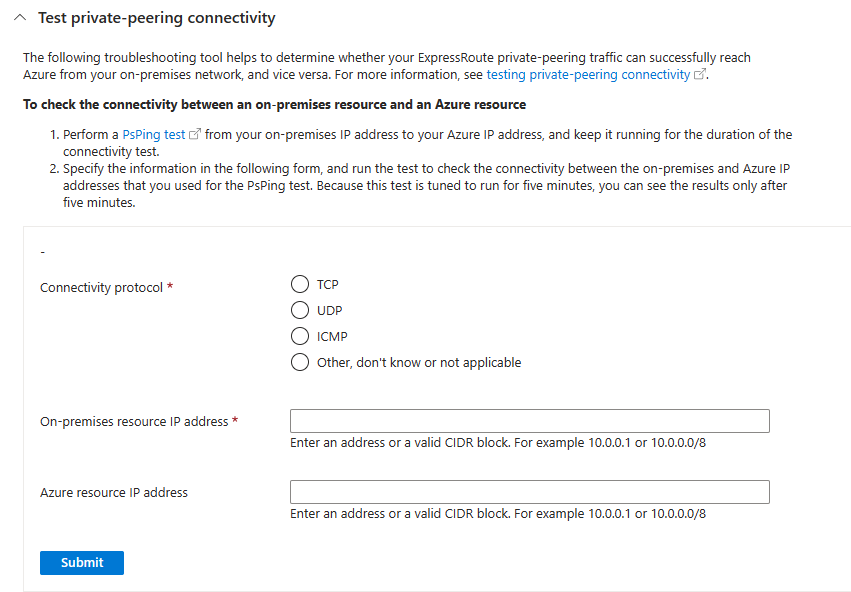 Test private-peering connectivity
The following troubleshooting tool helps to determine whether your ExpressRoute private-peering traffic can successfully reach
Azure from your on-premises network, and vice versa. For more information, see testing private-peering connectivity.
To check the connectivity between an on-premises resource and an Azure resource
1. Perform a PsPing test from your on-premises IP address to your Azure IP address, and keep it running for the duration of the
connectivity test.
2. Specify the information in the following form, and run the test to check the connectivity between the on-premises and Azure IP
addresses that you used for the PsPing test. Because this test is tuned to run for five minutes, you can see the results only after
five minutes.
-
Connectivity protocol *
TCP
UDP
ICMP
Other, don't know or not applicable
On-premises resource IP address *
Enter an address or a valid CIDR block. For example 10.0.0.1 or 10.0.0.0/8
Azure resource IP address
Enter an address or a valid CIDR block. For example 10.0.0.1 or 10.0.0.0/8
Submit